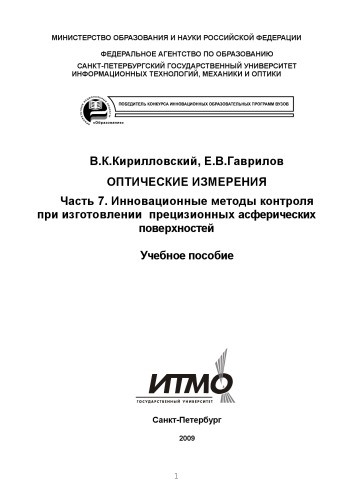 МИНИСТЕРСТВО ОБРАЗОВАНИЯ И НАУКИ РОССИЙСКОЙ ФЕДЕРАЦИИ
ФЕДЕРАЛЬНОЕ АГЕНТСТВО ПО ОБРАЗОВАНИЮ
САНКТ-ПЕТЕРБУРГСКИЙ ГОСУДАРСТВЕННЫЙ УНИВЕРСИТЕТ
ИНФОРМАЦИОННЫХ ТЕХНОЛОГИЙ, МЕХАНИКИ И ОПТИКИ
ПОБЕДИТЕЛЬ КОНКУРСА ИННОВАЦИОННЫХ ОБРАЗОВАТЕЛЬНЫХ ПРОГРАММ ВУЗОВ
«Образование»
В.К.Кирилловский, Е.В.Гаврилов
ОПТИЧЕСКИЕ ИЗМЕРЕНИЯ
Часть 7. Инновационные методы контроля
при изготовлении прецизионных асферических
поверхностей
Учебное пособие
ИТМО
ГОСУДАРСТВЕННЫЙ УНИВЕРСИТЕТ
Санкт-Петербург
2009
1